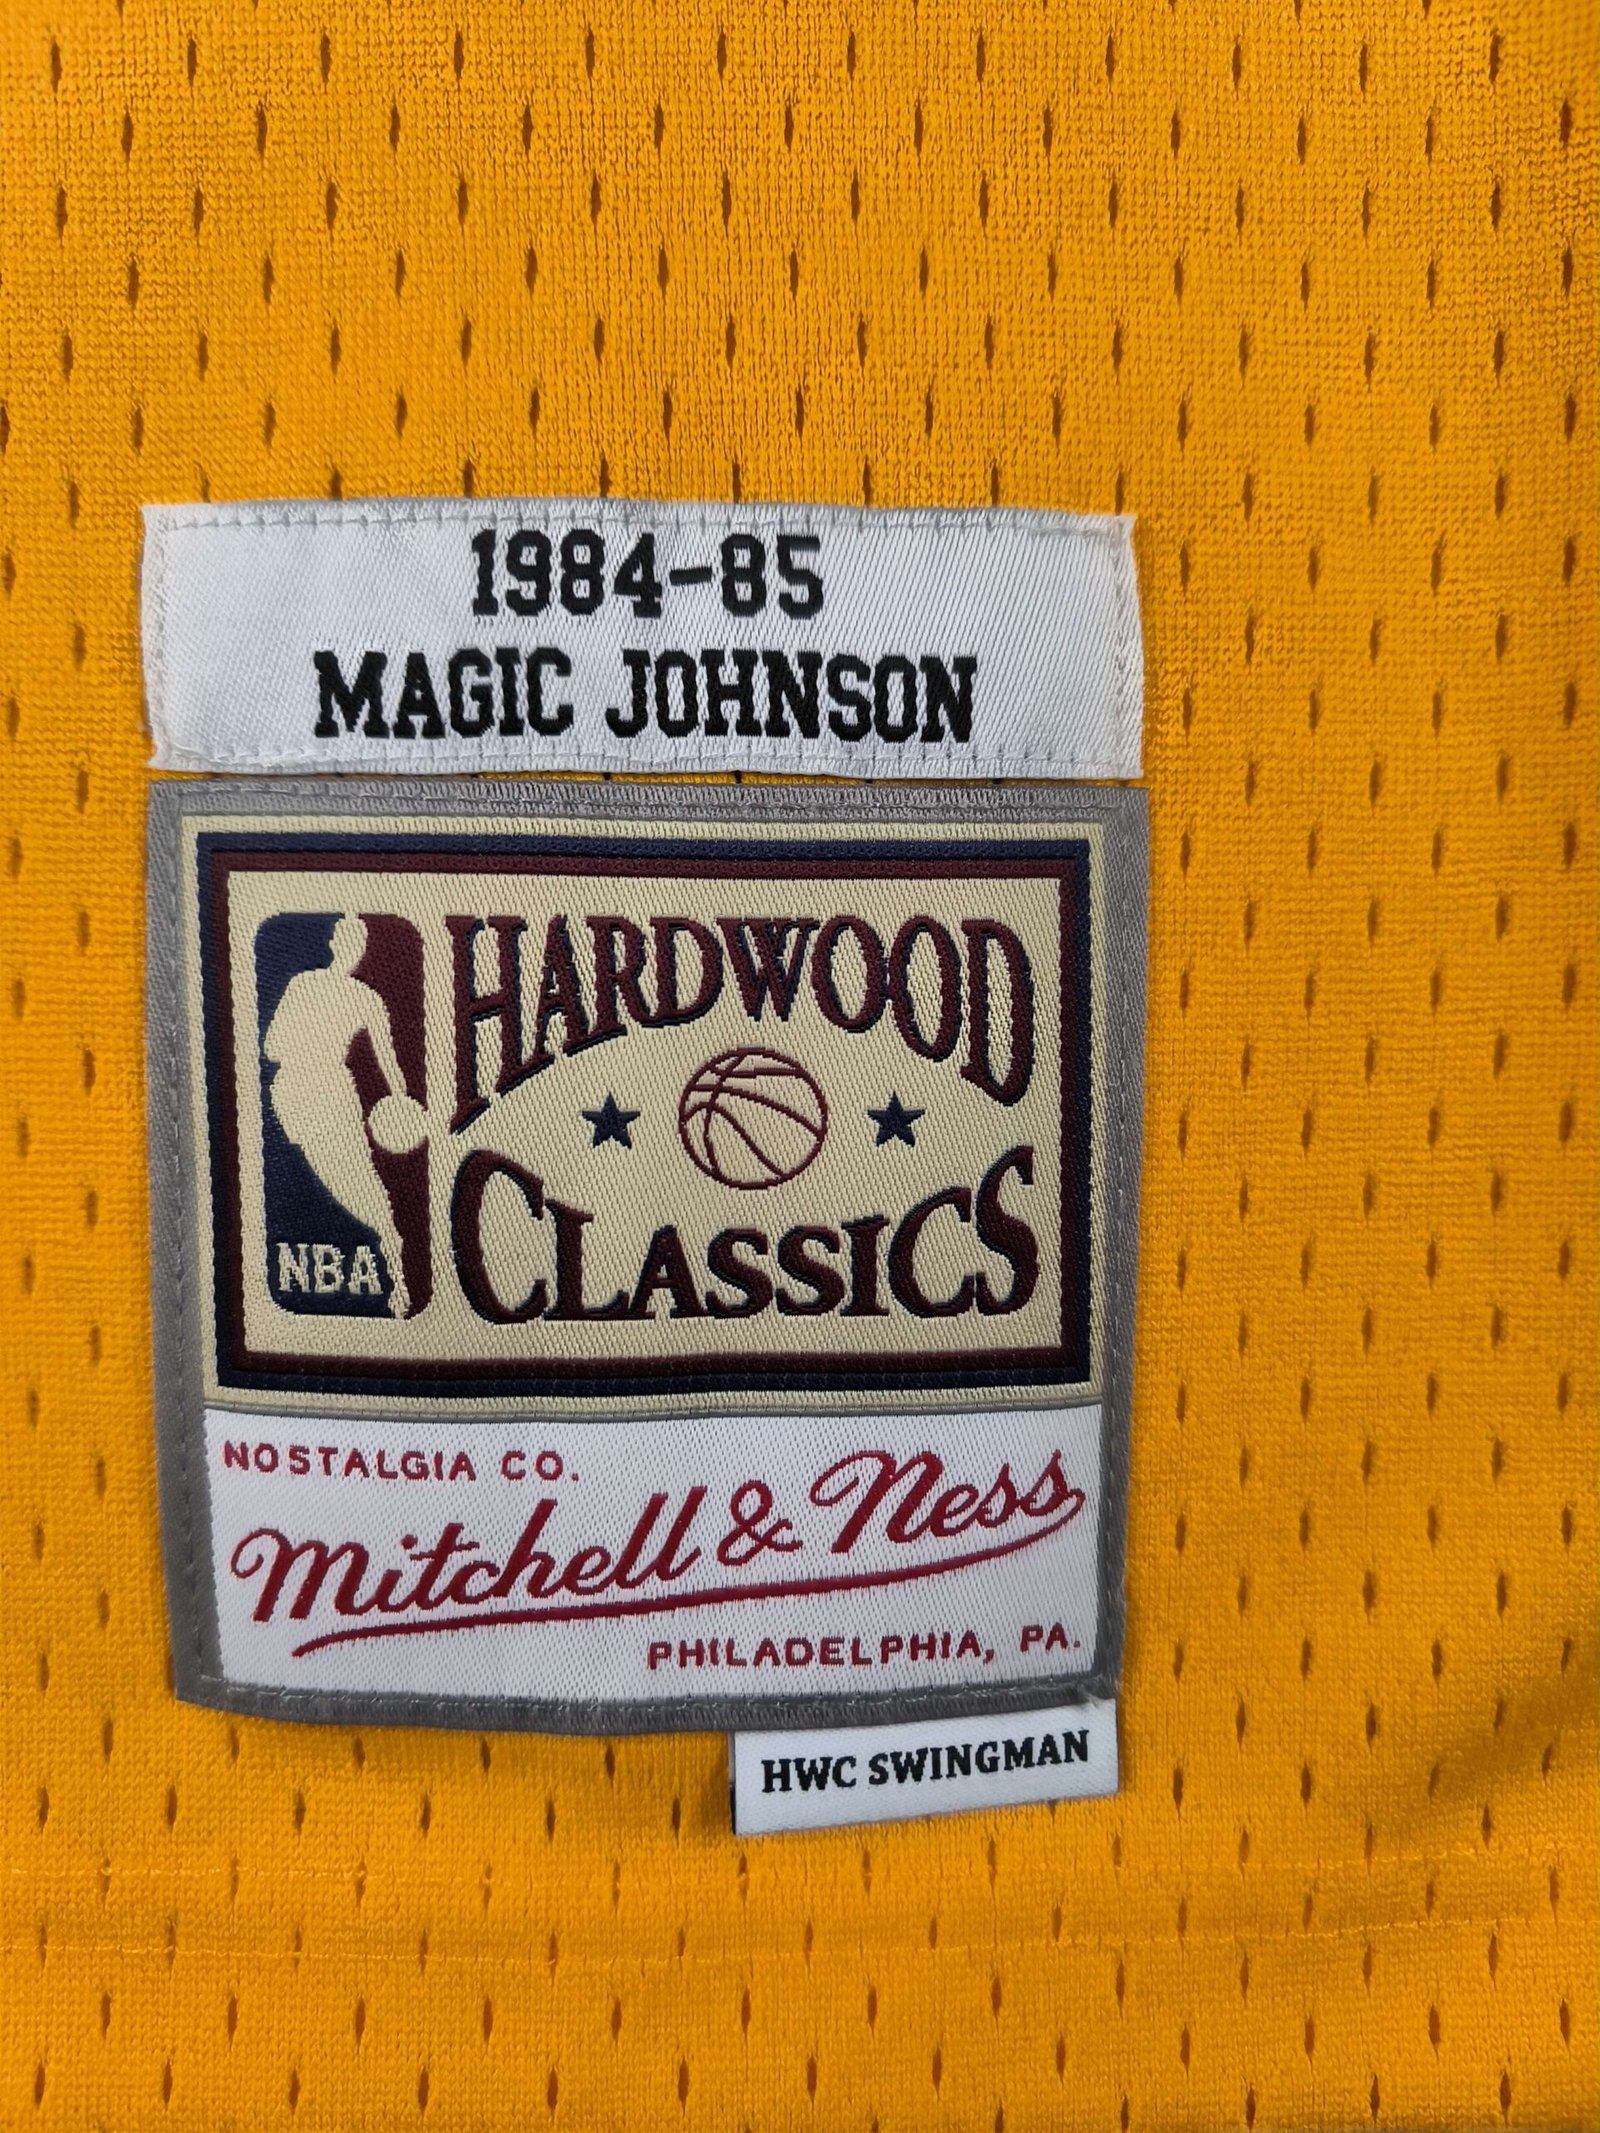 1984-85
MAGIC JOHNSON
HARDWOOD
CLASSICS
NBA
NOSTALGIA CO.
Mitchell & Ness
PHILADELPHIA, PA.
HWC SWINGMAN